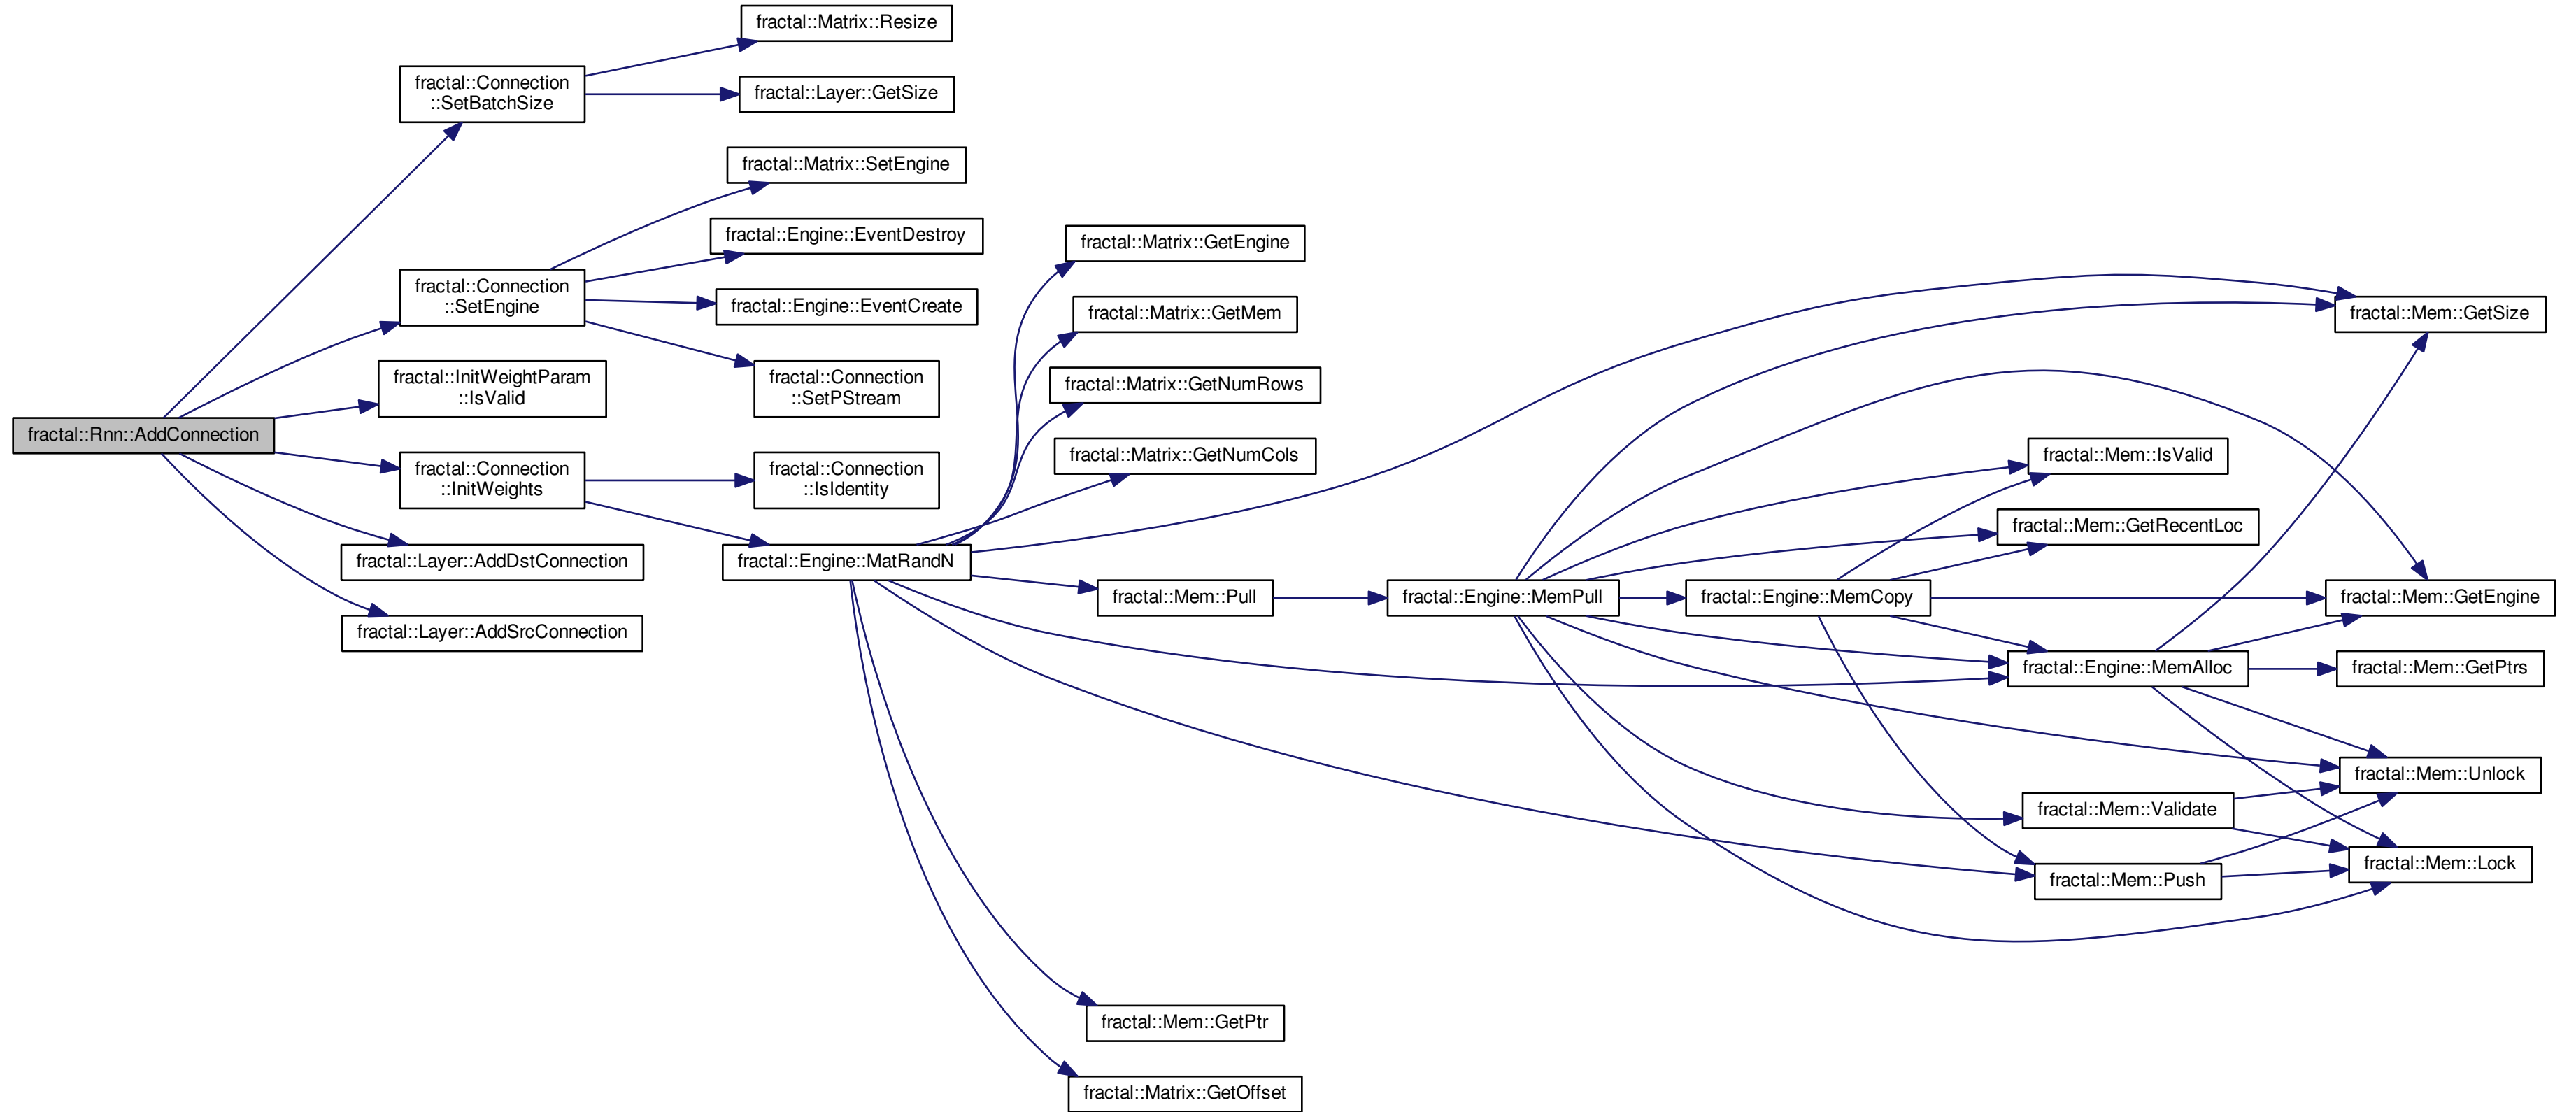 fractal::Rnn::AddConnection
fractal::Connection
::SetBatchSize
fractal::Connection
::SetEngine
fractal::InitWeightParam
::IsValid
fractal::Connection
::InitWeights
fractal::Layer::AddDstConnection
fractal::Layer::AddSrcConnection
fractal::Matrix::Resize
fractal::Layer::GetSize
fractal::Matrix::SetEngine
fractal::Engine::EventDestroy
fractal::Engine::EventCreate
fractal::Connection
::SetPStream
fractal::Connection
::IsIdentity
fractal::Engine::MatRandN
fractal::Matrix::GetEngine
fractal::Matrix::GetMem
fractal::Matrix::GetNumRows
fractal::Matrix::GetNumCols
fractal::Mem::Pull
fractal::Mem::GetPtr
fractal::Matrix::GetOffset
fractal::Engine::MemPull
fractal::Engine::MemCopy
fractal::Mem::IsValid
fractal::Mem::GetRecentLoc
fractal::Engine::MemAlloc
fractal::Mem::Validate
fractal::Mem::Push
fractal::Mem::GetSize
fractal::Mem::GetEngine
fractal::Mem::GetPtrs
fractal::Mem::Unlock
fractal::Mem::Lock